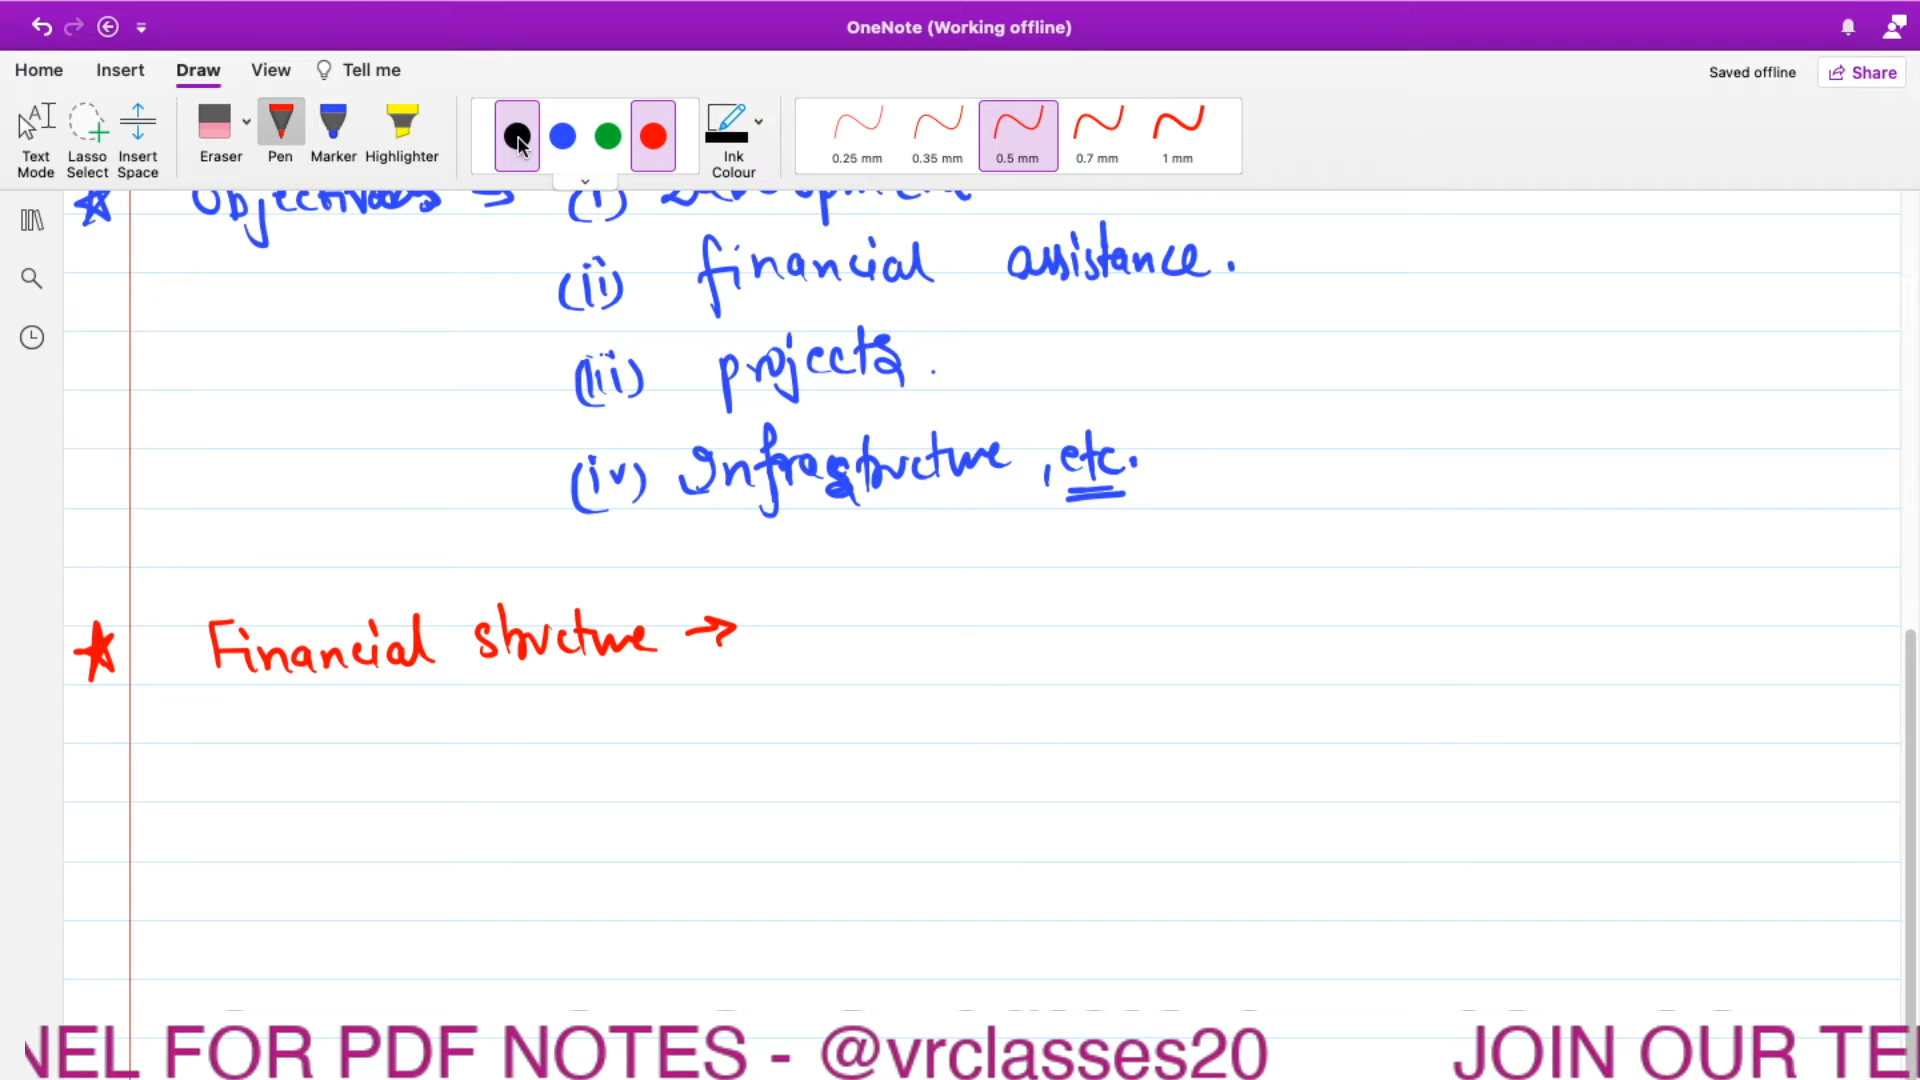 OneNote (Working offline)
Home Insert Draw View Tell me Saved offline Share
Text Mode Lasso Select Insert Space Eraser Pen Marker Highlighter Ink Colour 0.25 mm 0.35 mm 0.5 mm 0.7 mm 1 mm
Objectives → (i) Development
(ii) financial assistance.
(iii) projects.
(iv) Infrastructure, etc.
Financial structure →
NEL FOR PDF NOTES - @vrclasses20 JOIN OUR TE